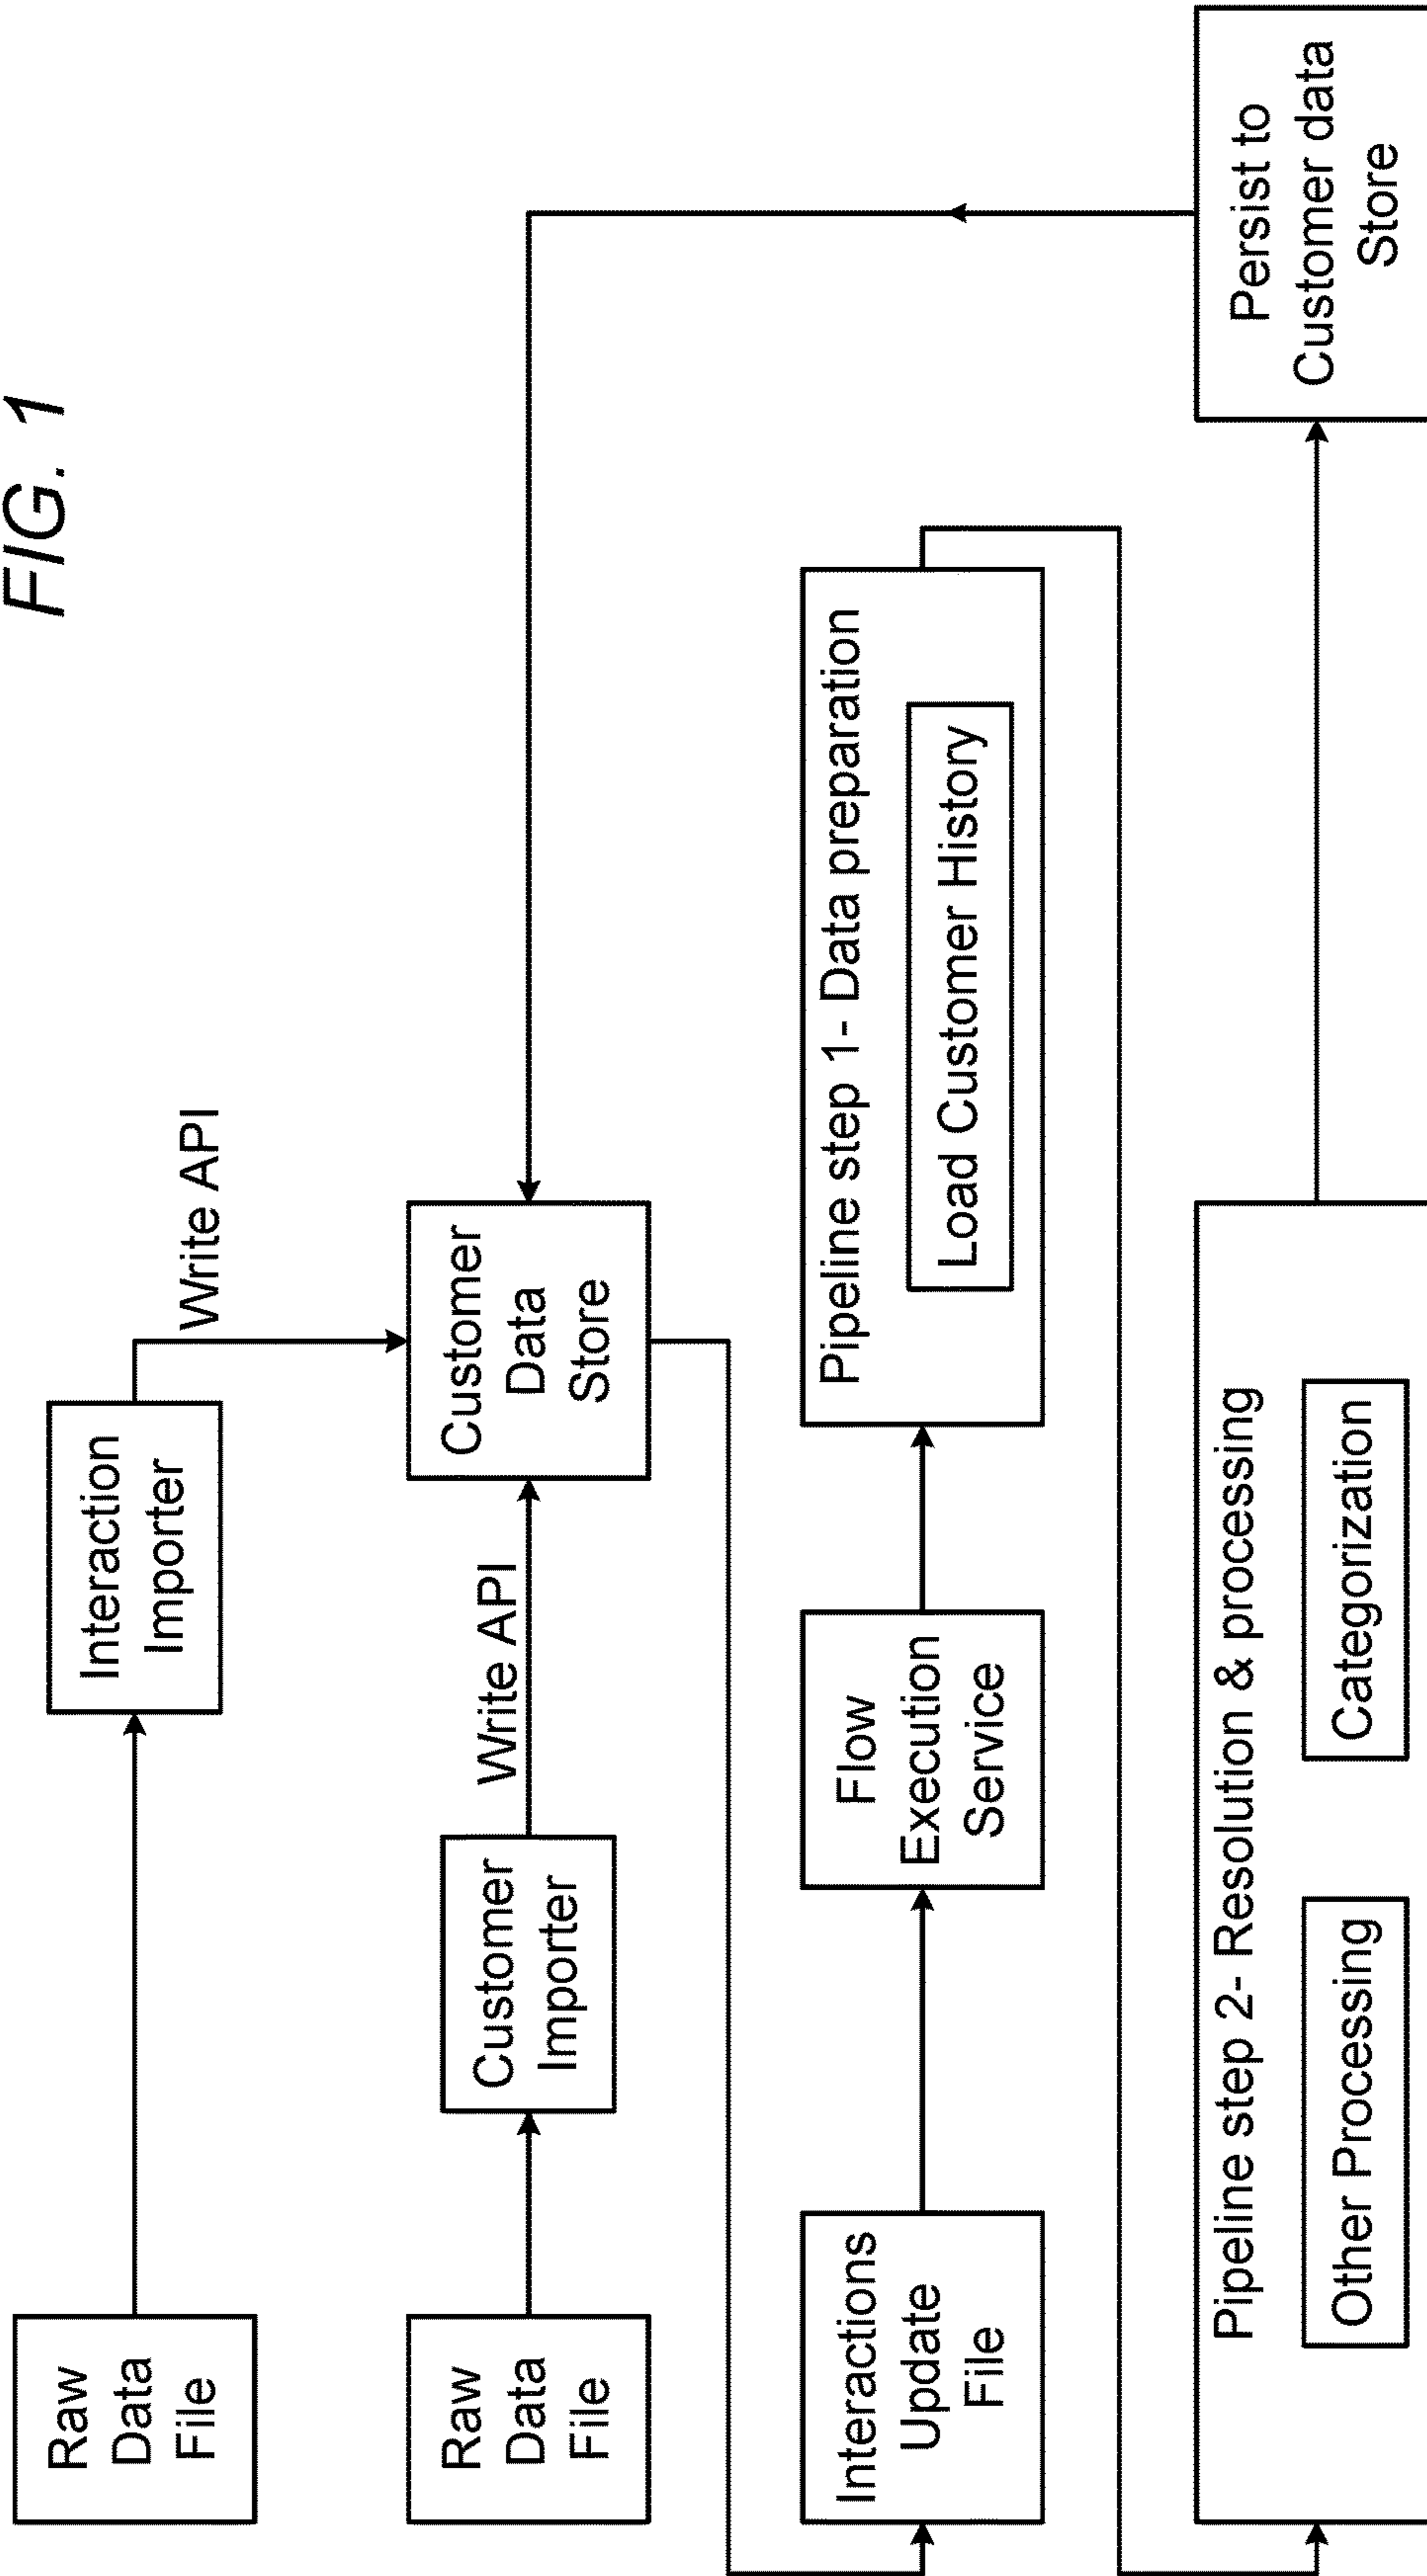 FIG. 1
Raw
Data
File
Interaction
Importer
Write API
Raw
Data
File
Customer
Importer
Write API
Customer
Data
Store
Interactions
Update
File
Flow
Execution
Service
Pipeline step 1- Data preparation
Load Customer History
Pipeline step 2- Resolution & processing
Other Processing
Categorization
Persist to
Customer data
Store